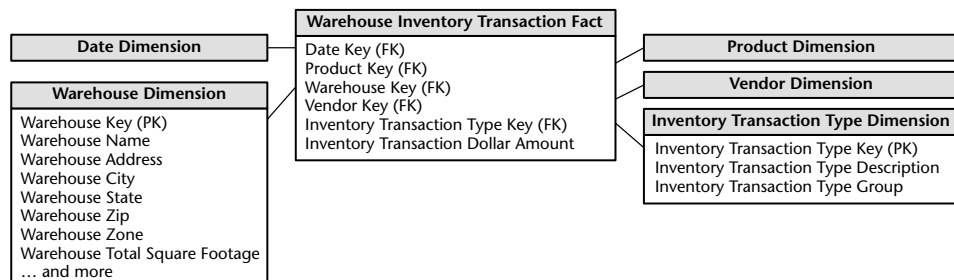 Date Dimension
Warehouse Dimension
Warehouse Key (PK)
Warehouse Name
Warehouse Address
Warehouse City
Warehouse State
Warehouse Zip
Warehouse Zone
Warehouse Total Square Footage
… and more
Warehouse Inventory Transaction Fact
Date Key (FK)
Product Key (FK)
Warehouse Key (FK)
Vendor Key (FK)
Inventory Transaction Type Key (FK)
Inventory Transaction Dollar Amount
Product Dimension
Vendor Dimension
Inventory Transaction Type Dimension
Inventory Transaction Type Key (PK)
Inventory Transaction Type Description
Inventory Transaction Type Group